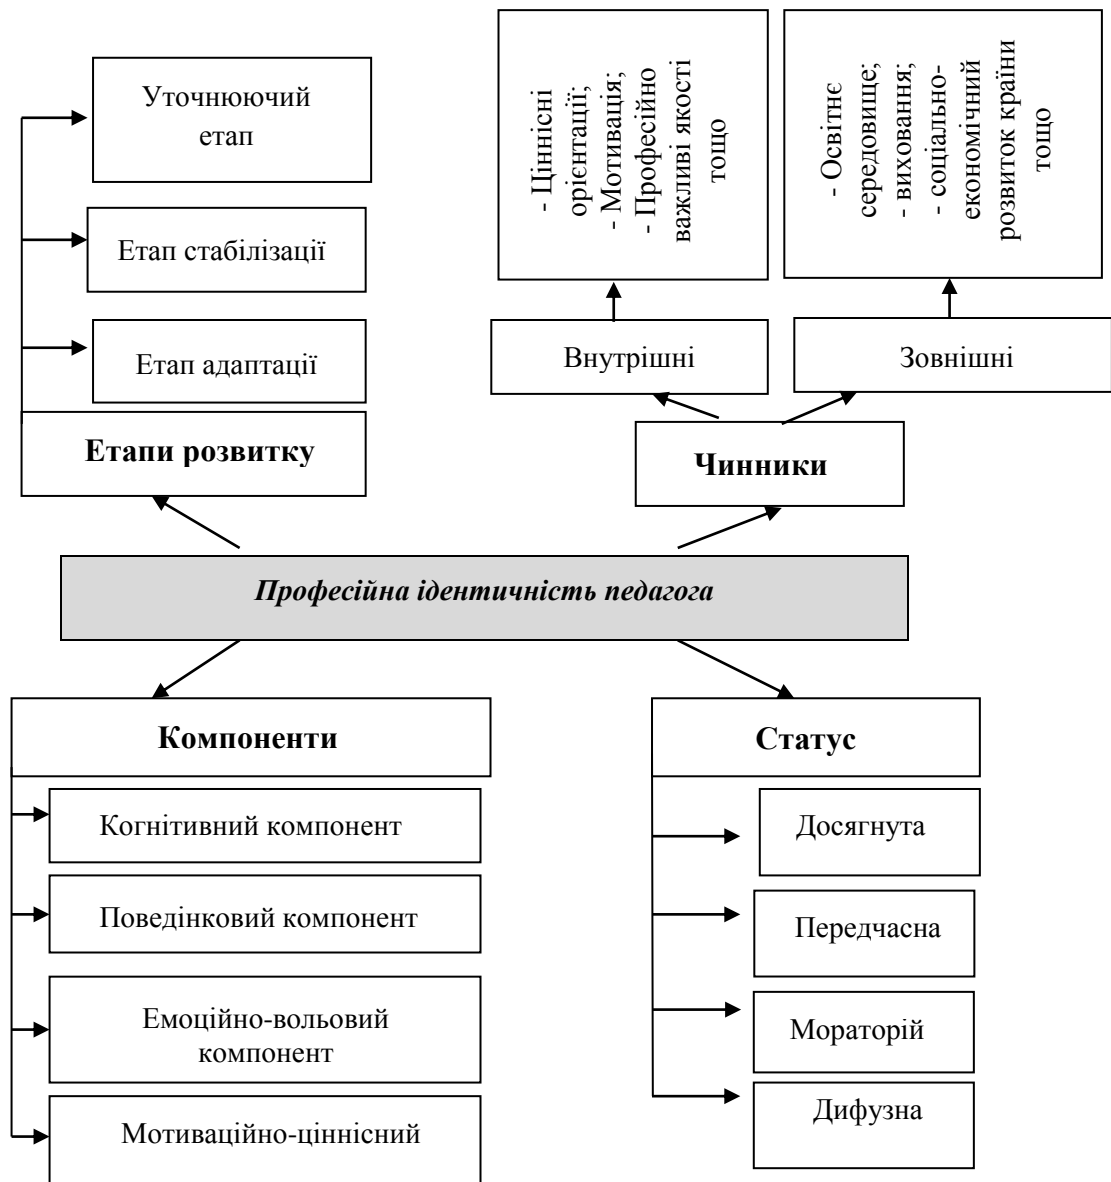 Уточнюючий
етап
Етап стабілізації
Етап адаптації
Етапи розвитку
- Ціннісні
орієнтації;
- Мотивація;
- Професійно
важливі якості
тощо
- Освітнє
середовище;
- виховання;
- соціально-
економічний
розвиток країни
тощо
Внутрішні
Зовнішні
Чинники
Професійна ідентичність педагога
Компоненти
Когнітивний компонент
Поведінковий компонент
Емоційно-вольовий
компонент
Мотиваційно-ціннісний
Статус
Досягнута
Передчасна
Мораторій
Дифузна